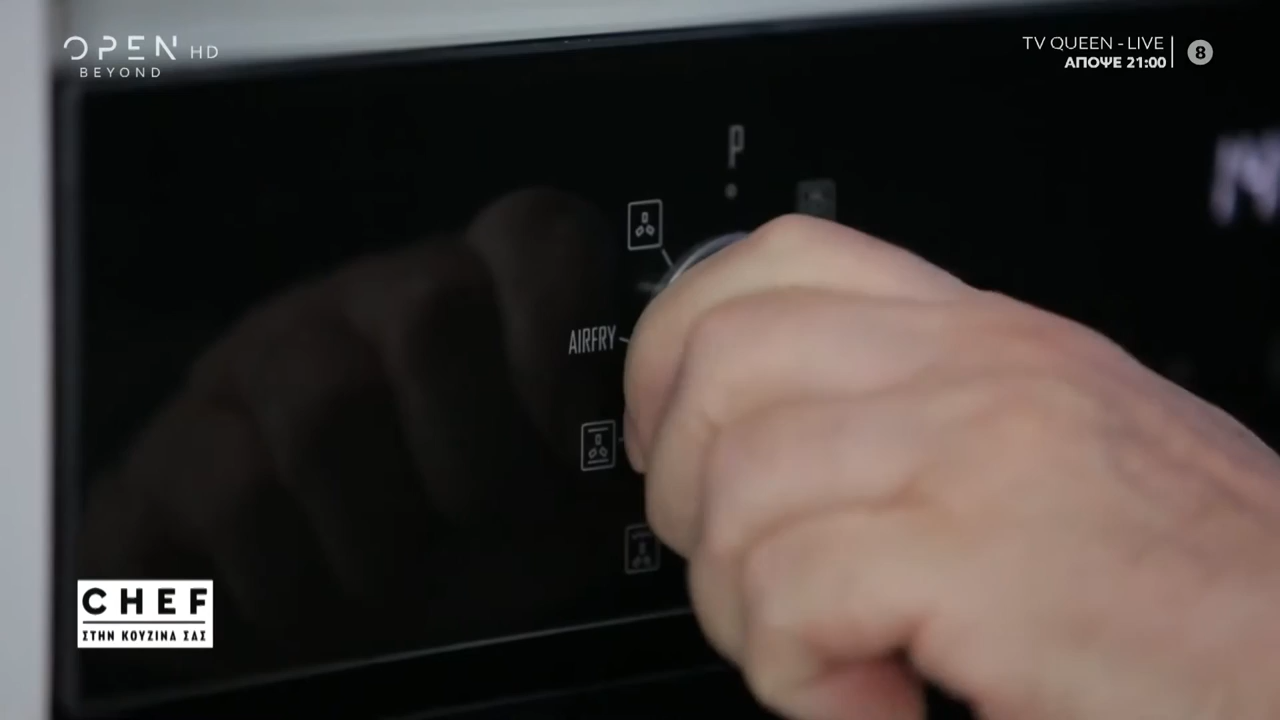 OPEN HD
BEYOND
TV QUEEN - LIVE
ΑΠΟΨΕ 21:00
8
P
AIRFRY
CHEF
ΣΤΗΝ ΚΟΥΖΙΝΑ ΣΑΣ